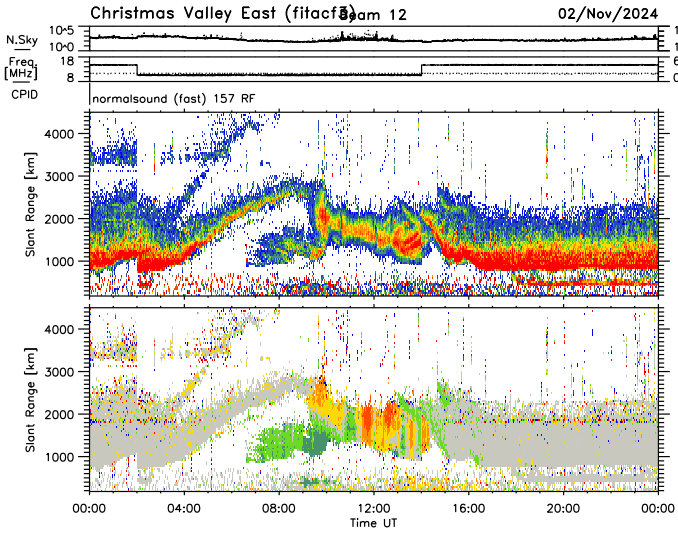 Christmas Valley East (fitacf3) Beam 12 02/Nov/2024
N.Sky 10^5 10^0
Freq. [MHz] 18 8
CPID
normalsound (fast) 157 RF
Slant Range [km]
4000
3000
2000
1000
Slant Range [km]
4000
3000
2000
1000
00:00 04:00 08:00 12:00 16:00 20:00 00:00
Time UT